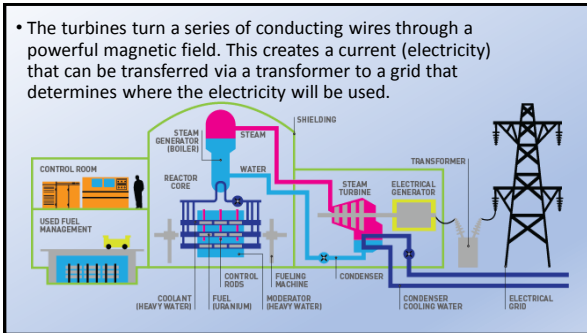 • The turbines turn a series of conducting wires through a
powerful magnetic field. This creates a current (electricity)
that can be transferred via a transformer to a grid that
determines where the electricity will be used.
SHIELDING
STEAM
GENERATOR
(BOILER)
STEAM
TRANSFORMER
CONTROL ROOM
REACTOR
CORE
WATER
STEAM
TURBINE
ELECTRICAL
GENERATOR
USED FUEL
MANAGEMENT
CONTROL
RODS
FUELING
MACHINE
CONDENSER
COOLANT
(HEAVY WATER)
FUEL
(URANIUM)
MODERATOR
(HEAVY WATER)
CONDENSER
COOLING WATER
ELECTRICAL
GRID